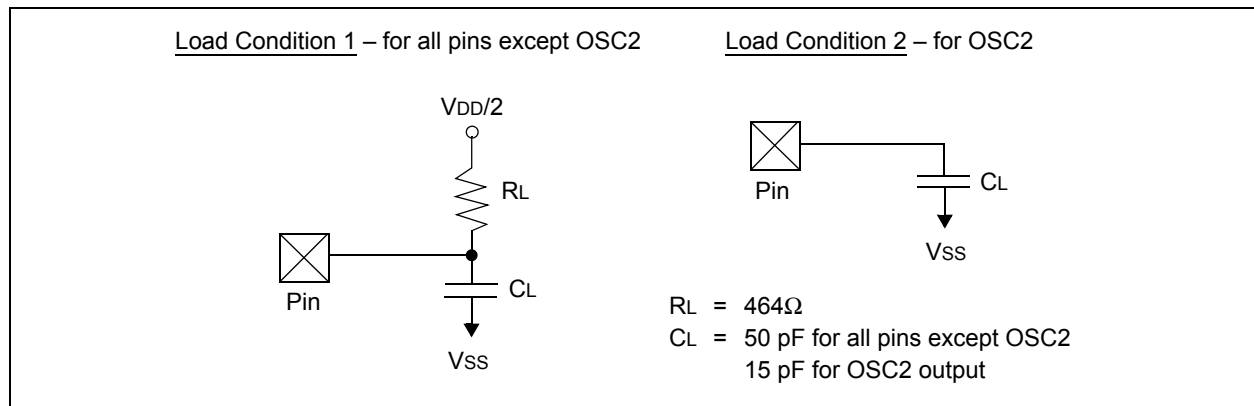 Load Condition 1 – for all pins except OSC2
VDD/2
RL
Pin
CL
VSS
Load Condition 2 – for OSC2
Pin
CL
VSS
RL = 464Ω
CL = 50 pF for all pins except OSC2
15 pF for OSC2 output